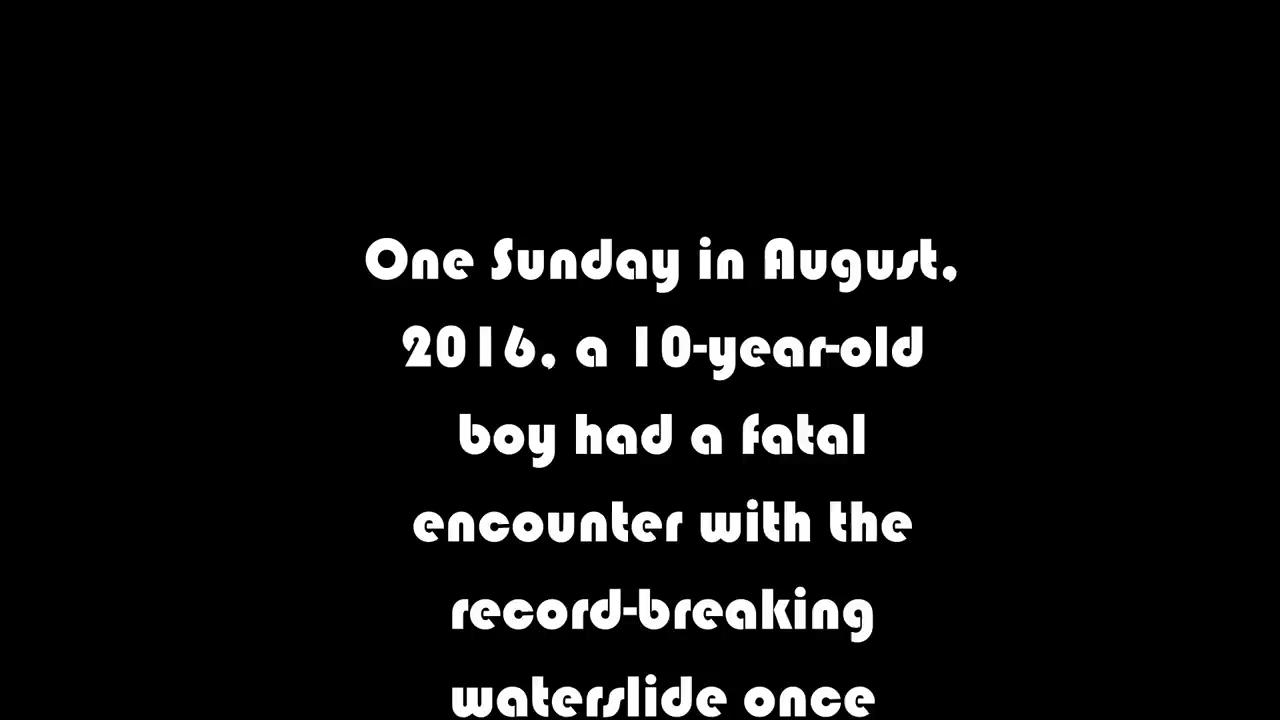 One Sunday in August,
2016, a 10-year-old
boy had a fatal
encounter with the
record-breaking
waterslide once